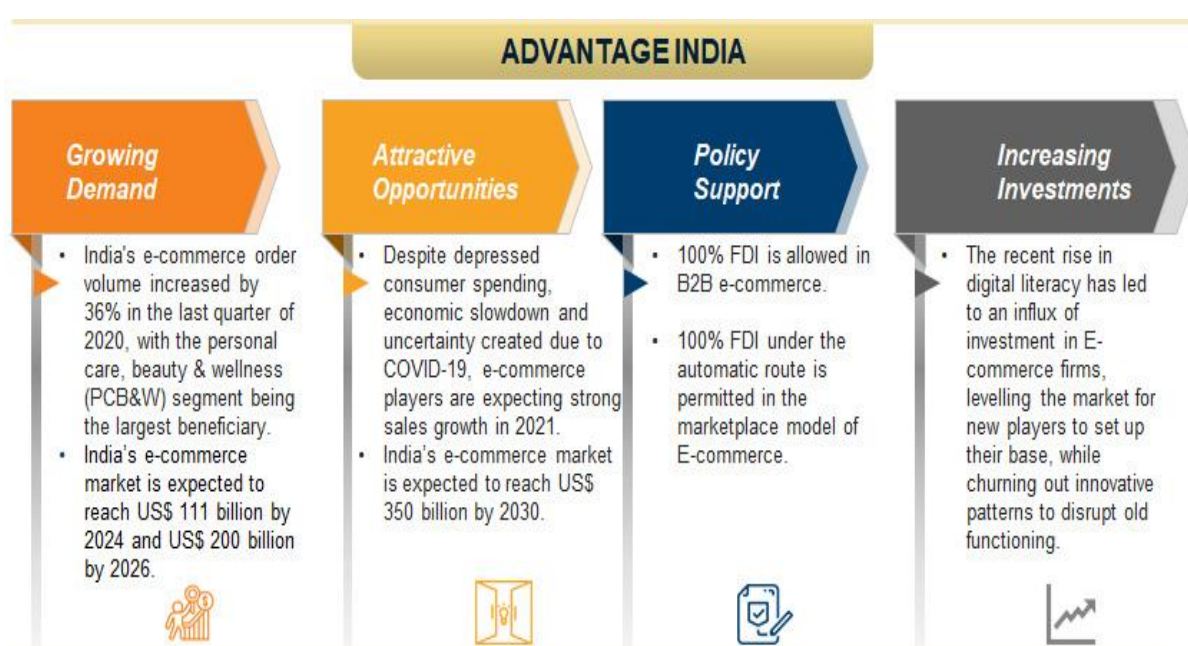 ADVANTAGE INDIA
Growing
Demand
• India's e-commerce order
volume increased by
36% in the last quarter of
2020, with the personal
care, beauty & wellness
(PCB&W) segment being
the largest beneficiary.
• India's e-commerce
market is expected to
reach US$ 111 billion by
2024 and US$ 200 billion
by 2026.
Attractive
Opportunities
• Despite depressed
consumer spending,
economic slowdown and
uncertainty created due to
COVID-19, e-commerce
players are expecting strong
sales growth in 2021.
• India's e-commerce market
is expected to reach US$
350 billion by 2030.
Policy
Support
• 100% FDI is allowed in
B2B e-commerce.
• 100% FDI under the
automatic route is
permitted in the
marketplace model of
E-commerce.
Increasing
Investments
• The recent rise in
digital literacy has led
to an influx of
investment in E-
commerce firms,
levelling the market for
new players to set up
their base, while
churning out innovative
patterns to disrupt old
functioning.